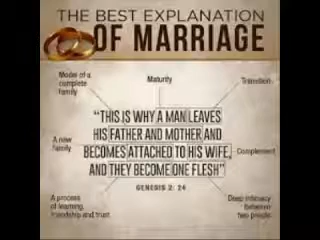 THE BEST EXPLANATION
OF MARRIAGE
Model of a
complete
family
Maturity
Transition
"THIS IS WHY A MAN LEAVES
HIS FATHER AND MOTHER AND
BECOMES ATTACHED TO HIS WIFE,
AND THEY BECOME ONE FLESH"
A new
family
Complement
GENESIS 2: 24
A process
of learning,
friendship and trust
Deep intimacy
between
two people